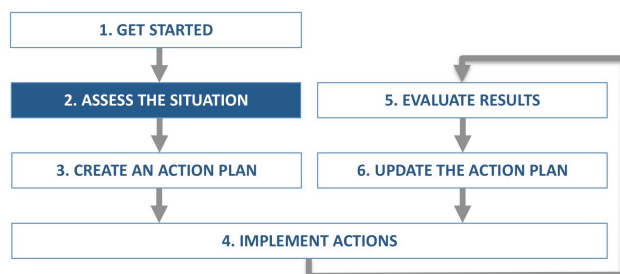 1. GET STARTED
2. ASSESS THE SITUATION
3. CREATE AN ACTION PLAN
4. IMPLEMENT ACTIONS
5. EVALUATE RESULTS
6. UPDATE THE ACTION PLAN